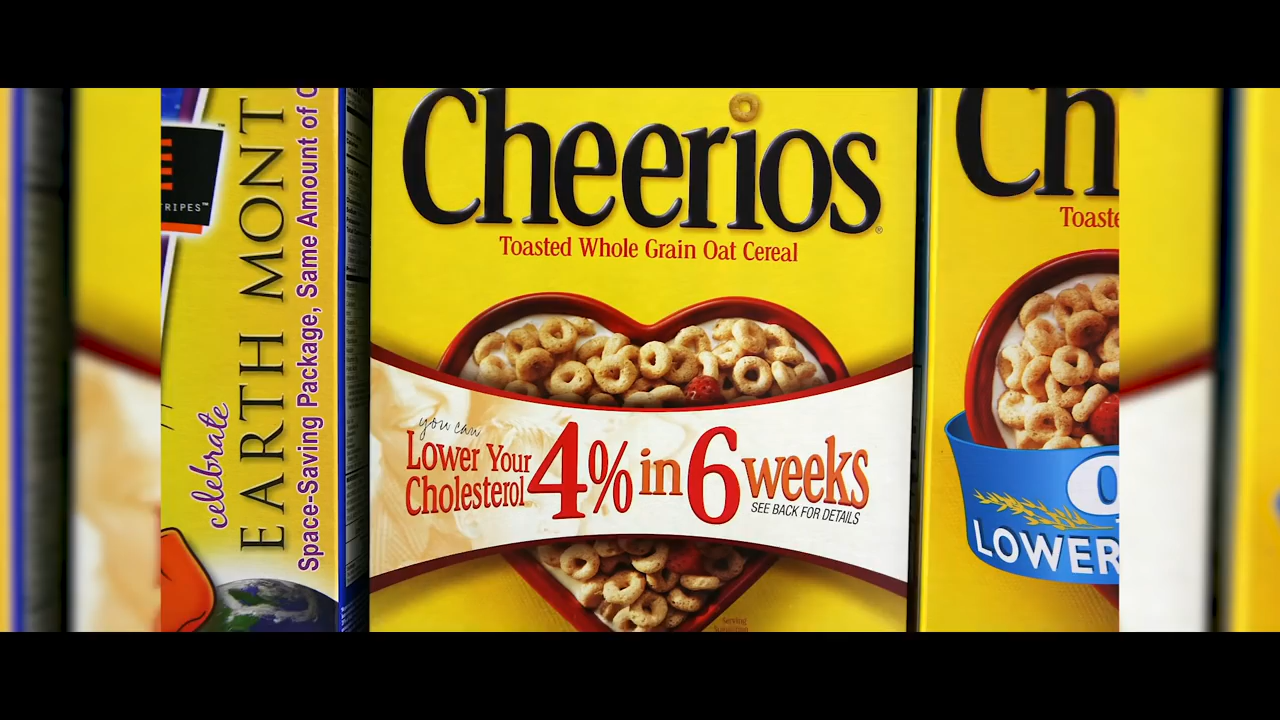 TRIPES™
celebrate
EARTH MONT
Space-Saving Package, Same Amount of
Cheerios®
Toasted Whole Grain Oat Cereal
you can
Lower Your
Cholesterol
4% in 6 weeks
SEE BACK FOR DETAILS
Serving
Ch
Toaste
LOWER